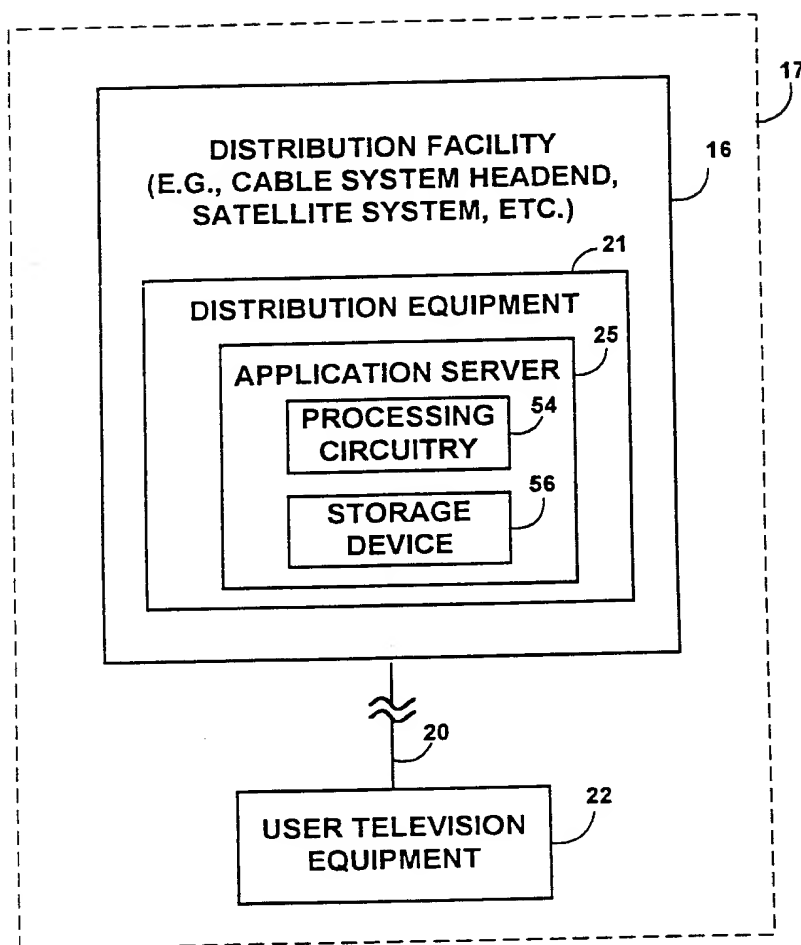 17
DISTRIBUTION FACILITY
(E.G., CABLE SYSTEM HEADEND,
SATELLITE SYSTEM, ETC.)
16
21
DISTRIBUTION EQUIPMENT
25
APPLICATION SERVER
PROCESSING
CIRCUITRY
54
STORAGE
DEVICE
56
20
USER TELEVISION
EQUIPMENT
22